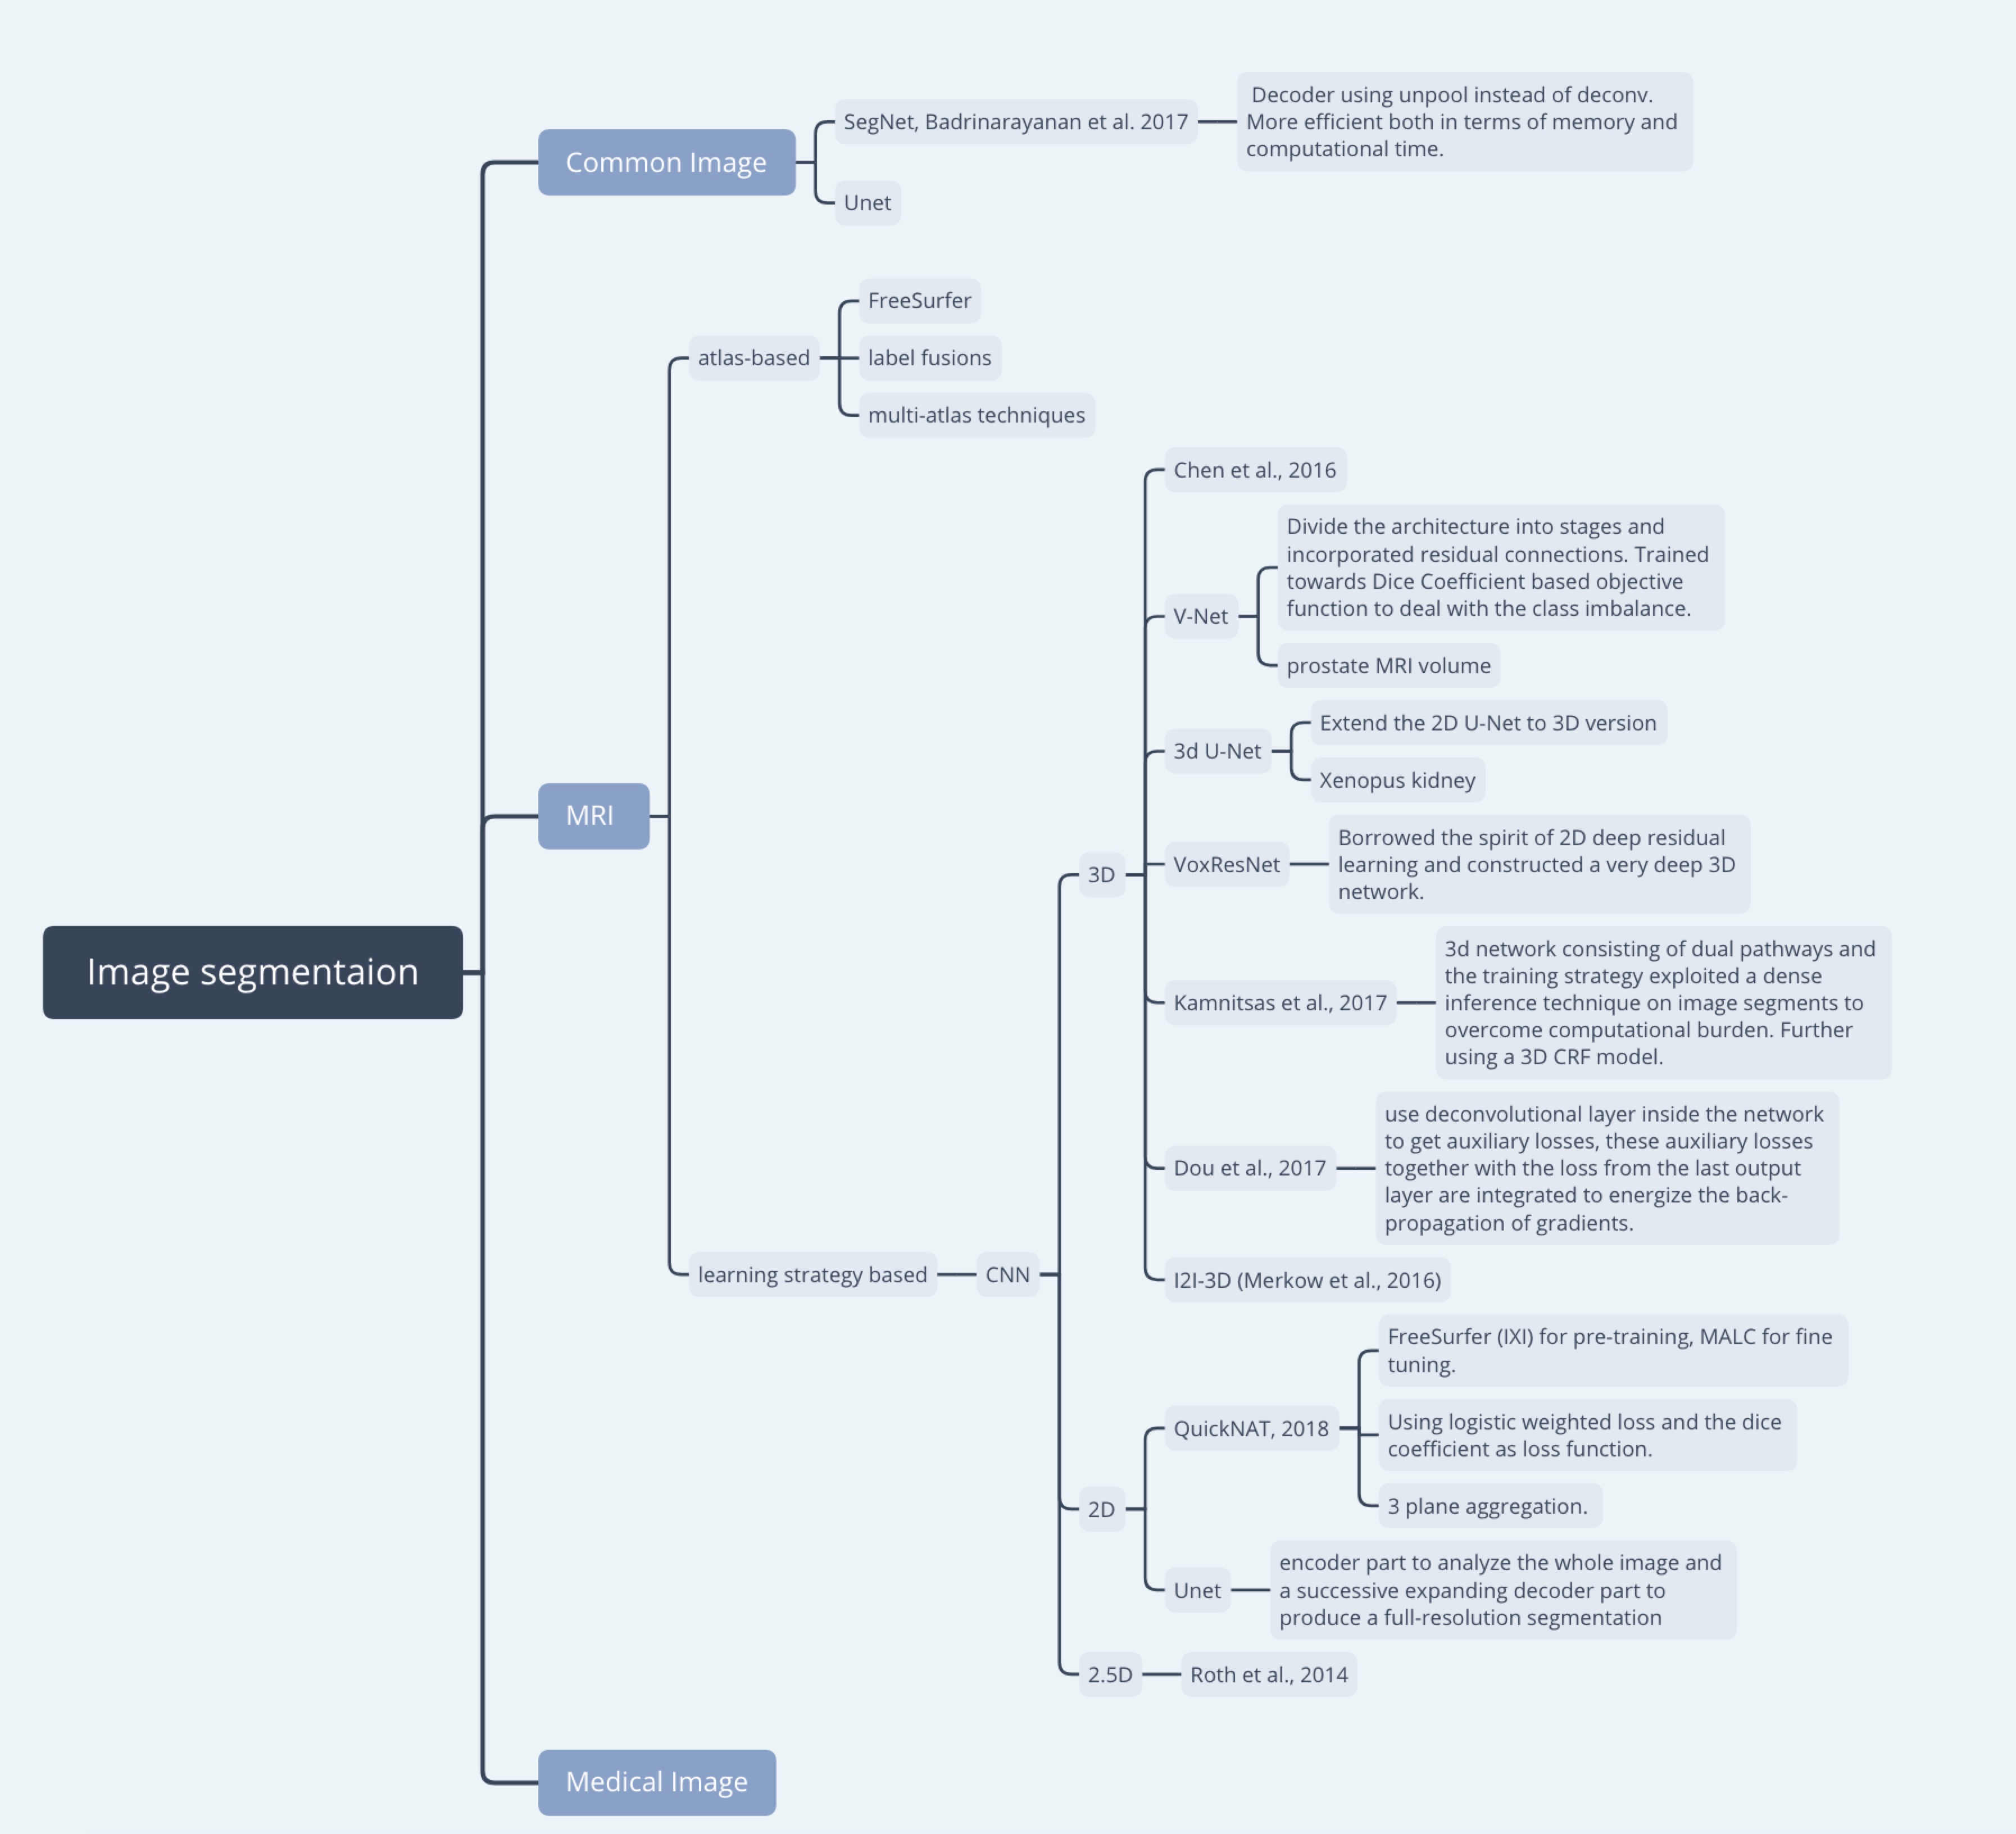 Decoder using unpool instead of deconv.
More efficient both in terms of memory and
computational time.
SegNet, Badrinarayanan et al. 2017
Common Image
Unet
FreeSurfer
atlas-based
label fusions
multi-atlas techniques
Chen et al., 2016
Divide the architecture into stages and
incorporated residual connections. Trained
towards Dice Coefficient based objective
function to deal with the class imbalance.
V-Net
prostate MRI volume
Extend the 2D U-Net to 3D version
3d U-Net
Xenopus kidney
MRI
Borrowed the spirit of 2D deep residual
learning and constructed a very deep 3D
network.
VoxResNet
3D
Image segmentaion
3d network consisting of dual pathways and
the training strategy exploited a dense
inference technique on image segments to
overcome computational burden. Further
using a 3D CRF model.
Kamnitsas et al., 2017
use deconvolutional layer inside the network
to get auxiliary losses, these auxiliary losses
together with the loss from the last output
layer are integrated to energize the back-
propagation of gradients.
Dou et al., 2017
learning strategy based
CNN
I2I-3D (Merkow et al., 2016)
FreeSurfer (IXI) for pre-training, MALC for fine
tuning.
QuickNAT, 2018
Using logistic weighted loss and the dice
coefficient as loss function.
3 plane aggregation.
2D
encoder part to analyze the whole image and
a successive expanding decoder part to
produce a full-resolution segmentation
Unet
2.5D
Roth et al., 2014
Medical Image